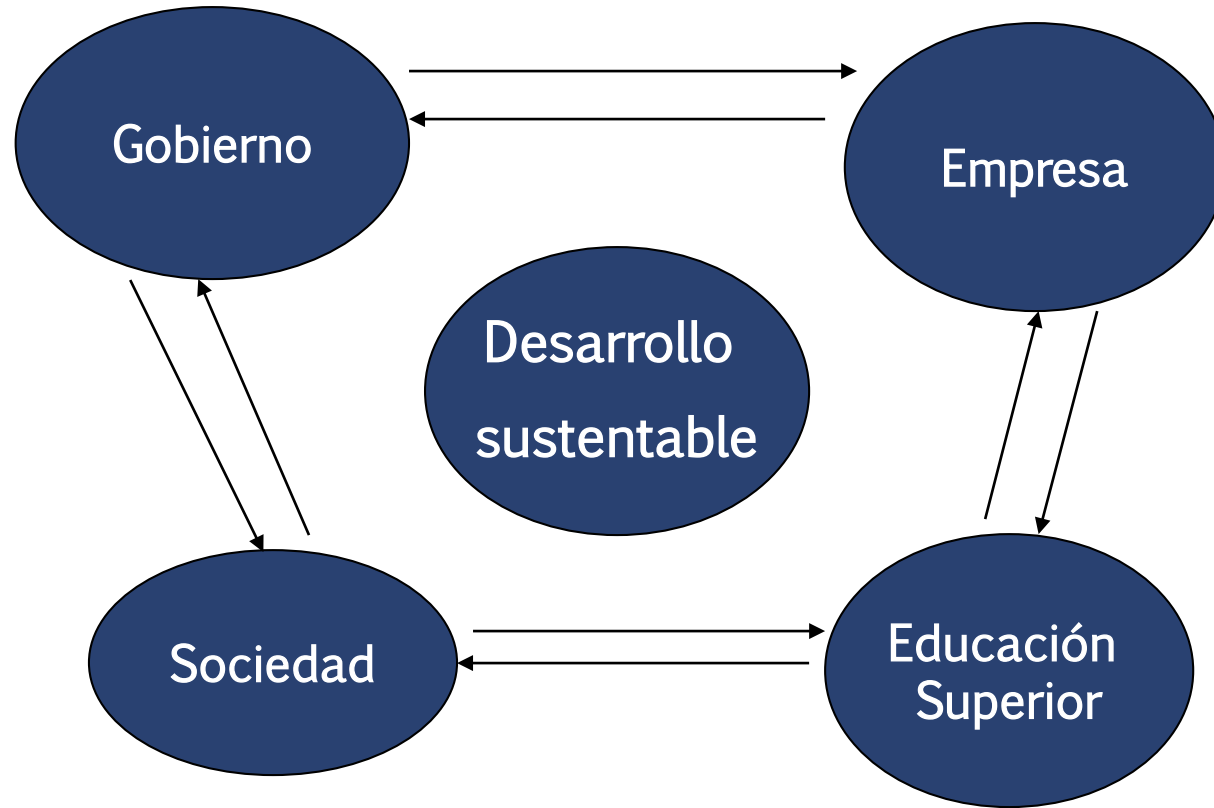 Gobierno
Empresa
Desarrollo
sustentable
Sociedad
Educación
Superior